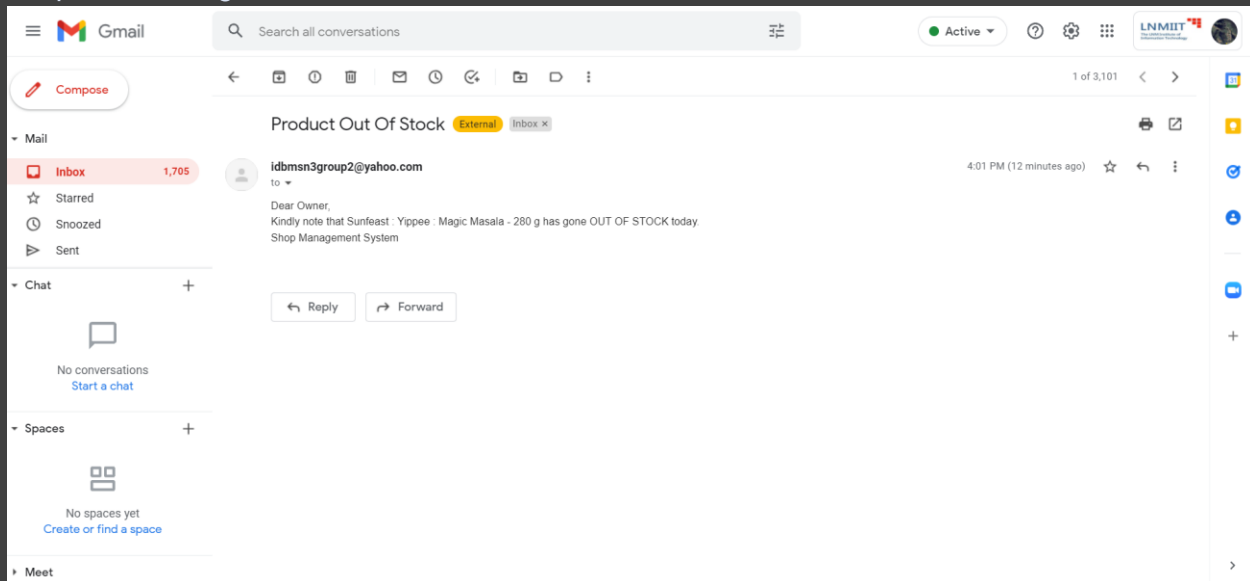 Gmail
Search all conversations
Active
LNMIIT
Compose
1 of 3,101
31
Product Out Of Stock External Inbox ×
Mail
Inbox 1,705
idbmsn3group2@yahoo.com 4:01 PM (12 minutes ago)
to
Starred
Dear Owner,
Snoozed
Kindly note that Sunfeast : Yippee : Magic Masala - 280 g has gone OUT OF STOCK today.
Shop Management System
Sent
Chat
Reply Forward
No conversations
Start a chat
Spaces
No spaces yet
Create or find a space
Meet